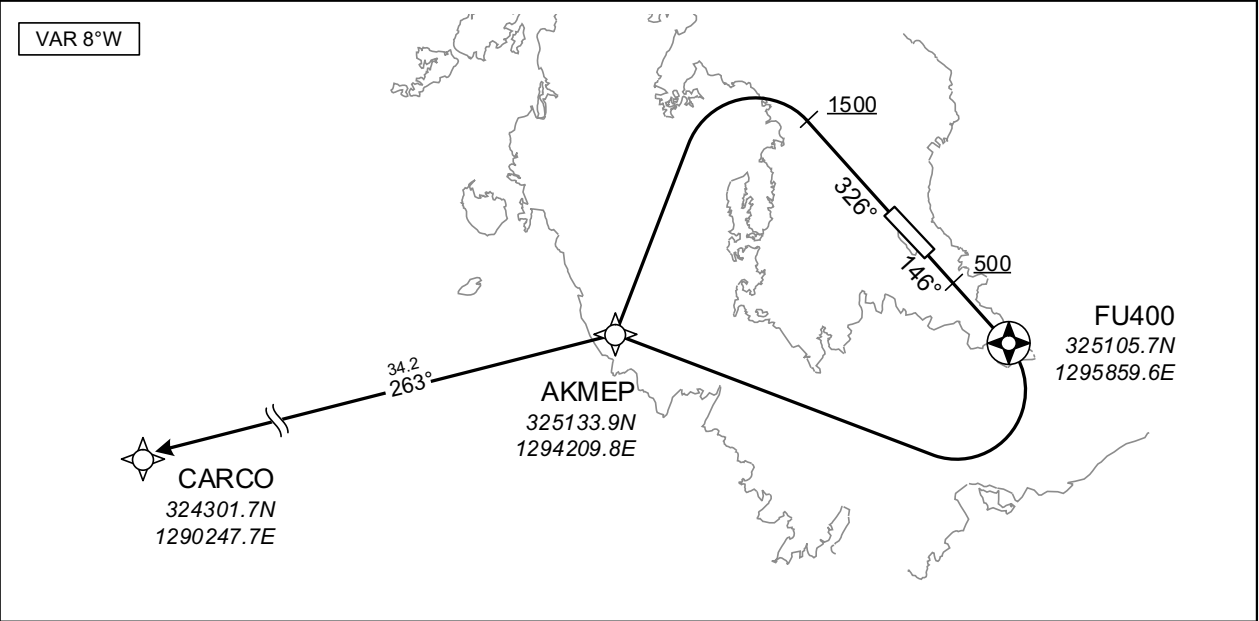 VAR 8°W
1500
326°
146°
500
FU400
325105.7N
1295859.6E
AKMEP
325133.9N
1294209.8E
34.2
263°
CARCO
324301.7N
1290247.7E